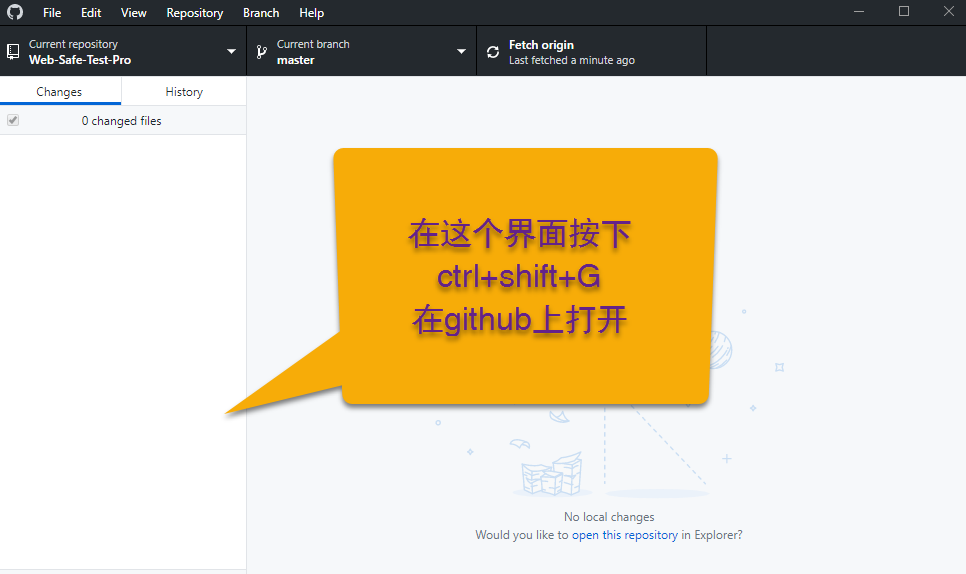 File Edit View Repository Branch Help
Current repository
Web-Safe-Test-Pro
Current branch
master
Fetch origin
Last fetched a minute ago
Changes
History
0 changed files
在这个界面按下
ctrl+shift+G
在github上打开
No local changes
Would you like to open this repository in Explorer?